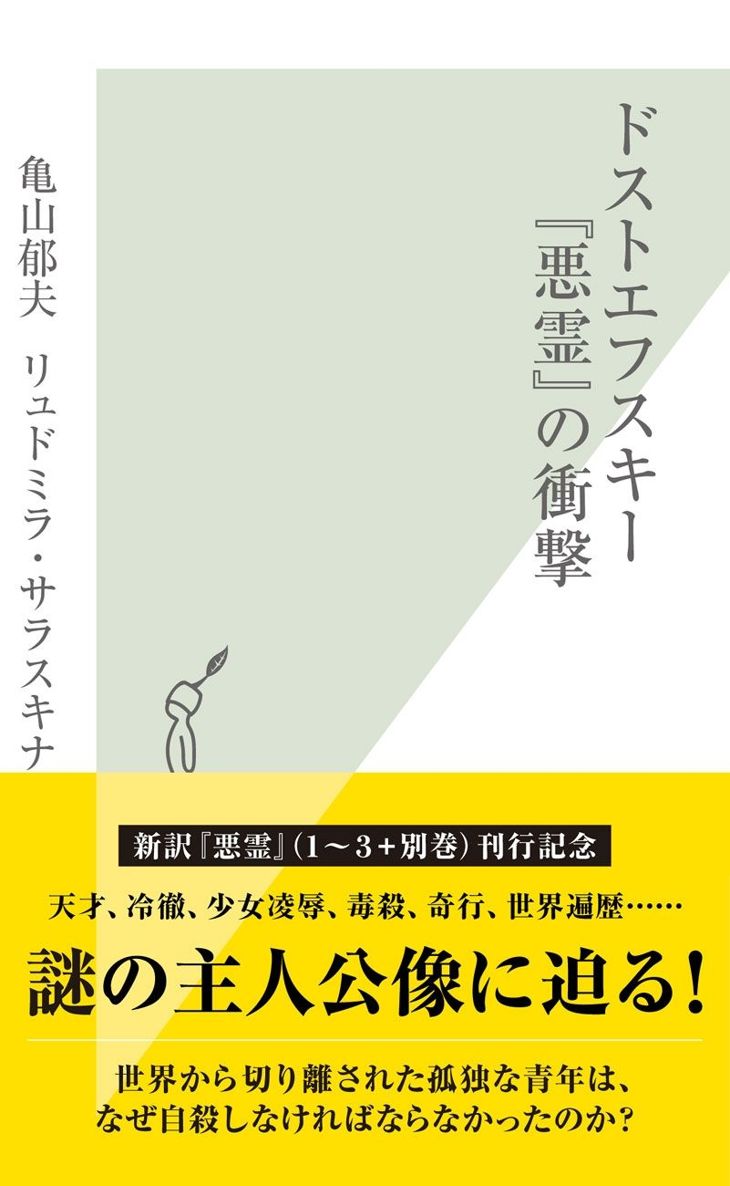 ドストエフスキー
『悪霊』の衝撃
亀山郁夫 リュドミラ・サラスキナ
新訳『悪霊』(1〜3+別巻)刊行記念
天才、冷徹、少女凌辱、毒殺、奇行、世界遍歴……
謎の主人公像に迫る!
世界から切り離された孤独な青年は、
なぜ自殺しなければならなかったのか?